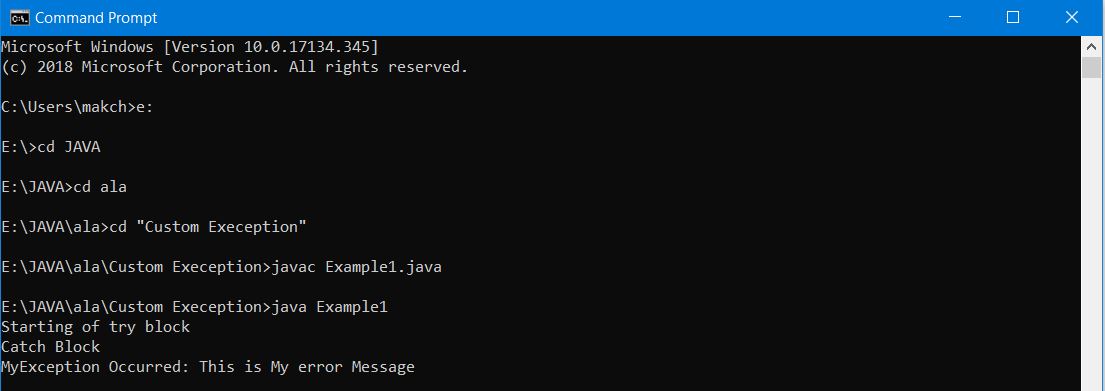 Command Prompt
Microsoft Windows [Version 10.0.17134.345]
(c) 2018 Microsoft Corporation. All rights reserved.
C:\Users\makch>e:
E:\>cd JAVA
E:\JAVA>cd ala
E:\JAVA\ala>cd "Custom Exeception"
E:\JAVA\ala\Custom Exeception>javac Example1.java
E:\JAVA\ala\Custom Exeception>java Example1
Starting of try block
Catch Block
MyException Occurred: This is My error Message